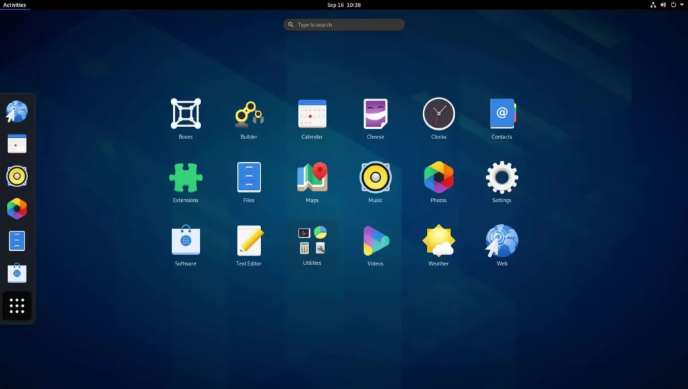 Activities
Sep 16 10:38
Type to search
Boxes
Builder
Calendar
Cheese
Clocks
Contacts
Extensions
Files
Maps
Music
Photos
Settings
Software
Text Editor
Utilities
Videos
Weather
Web